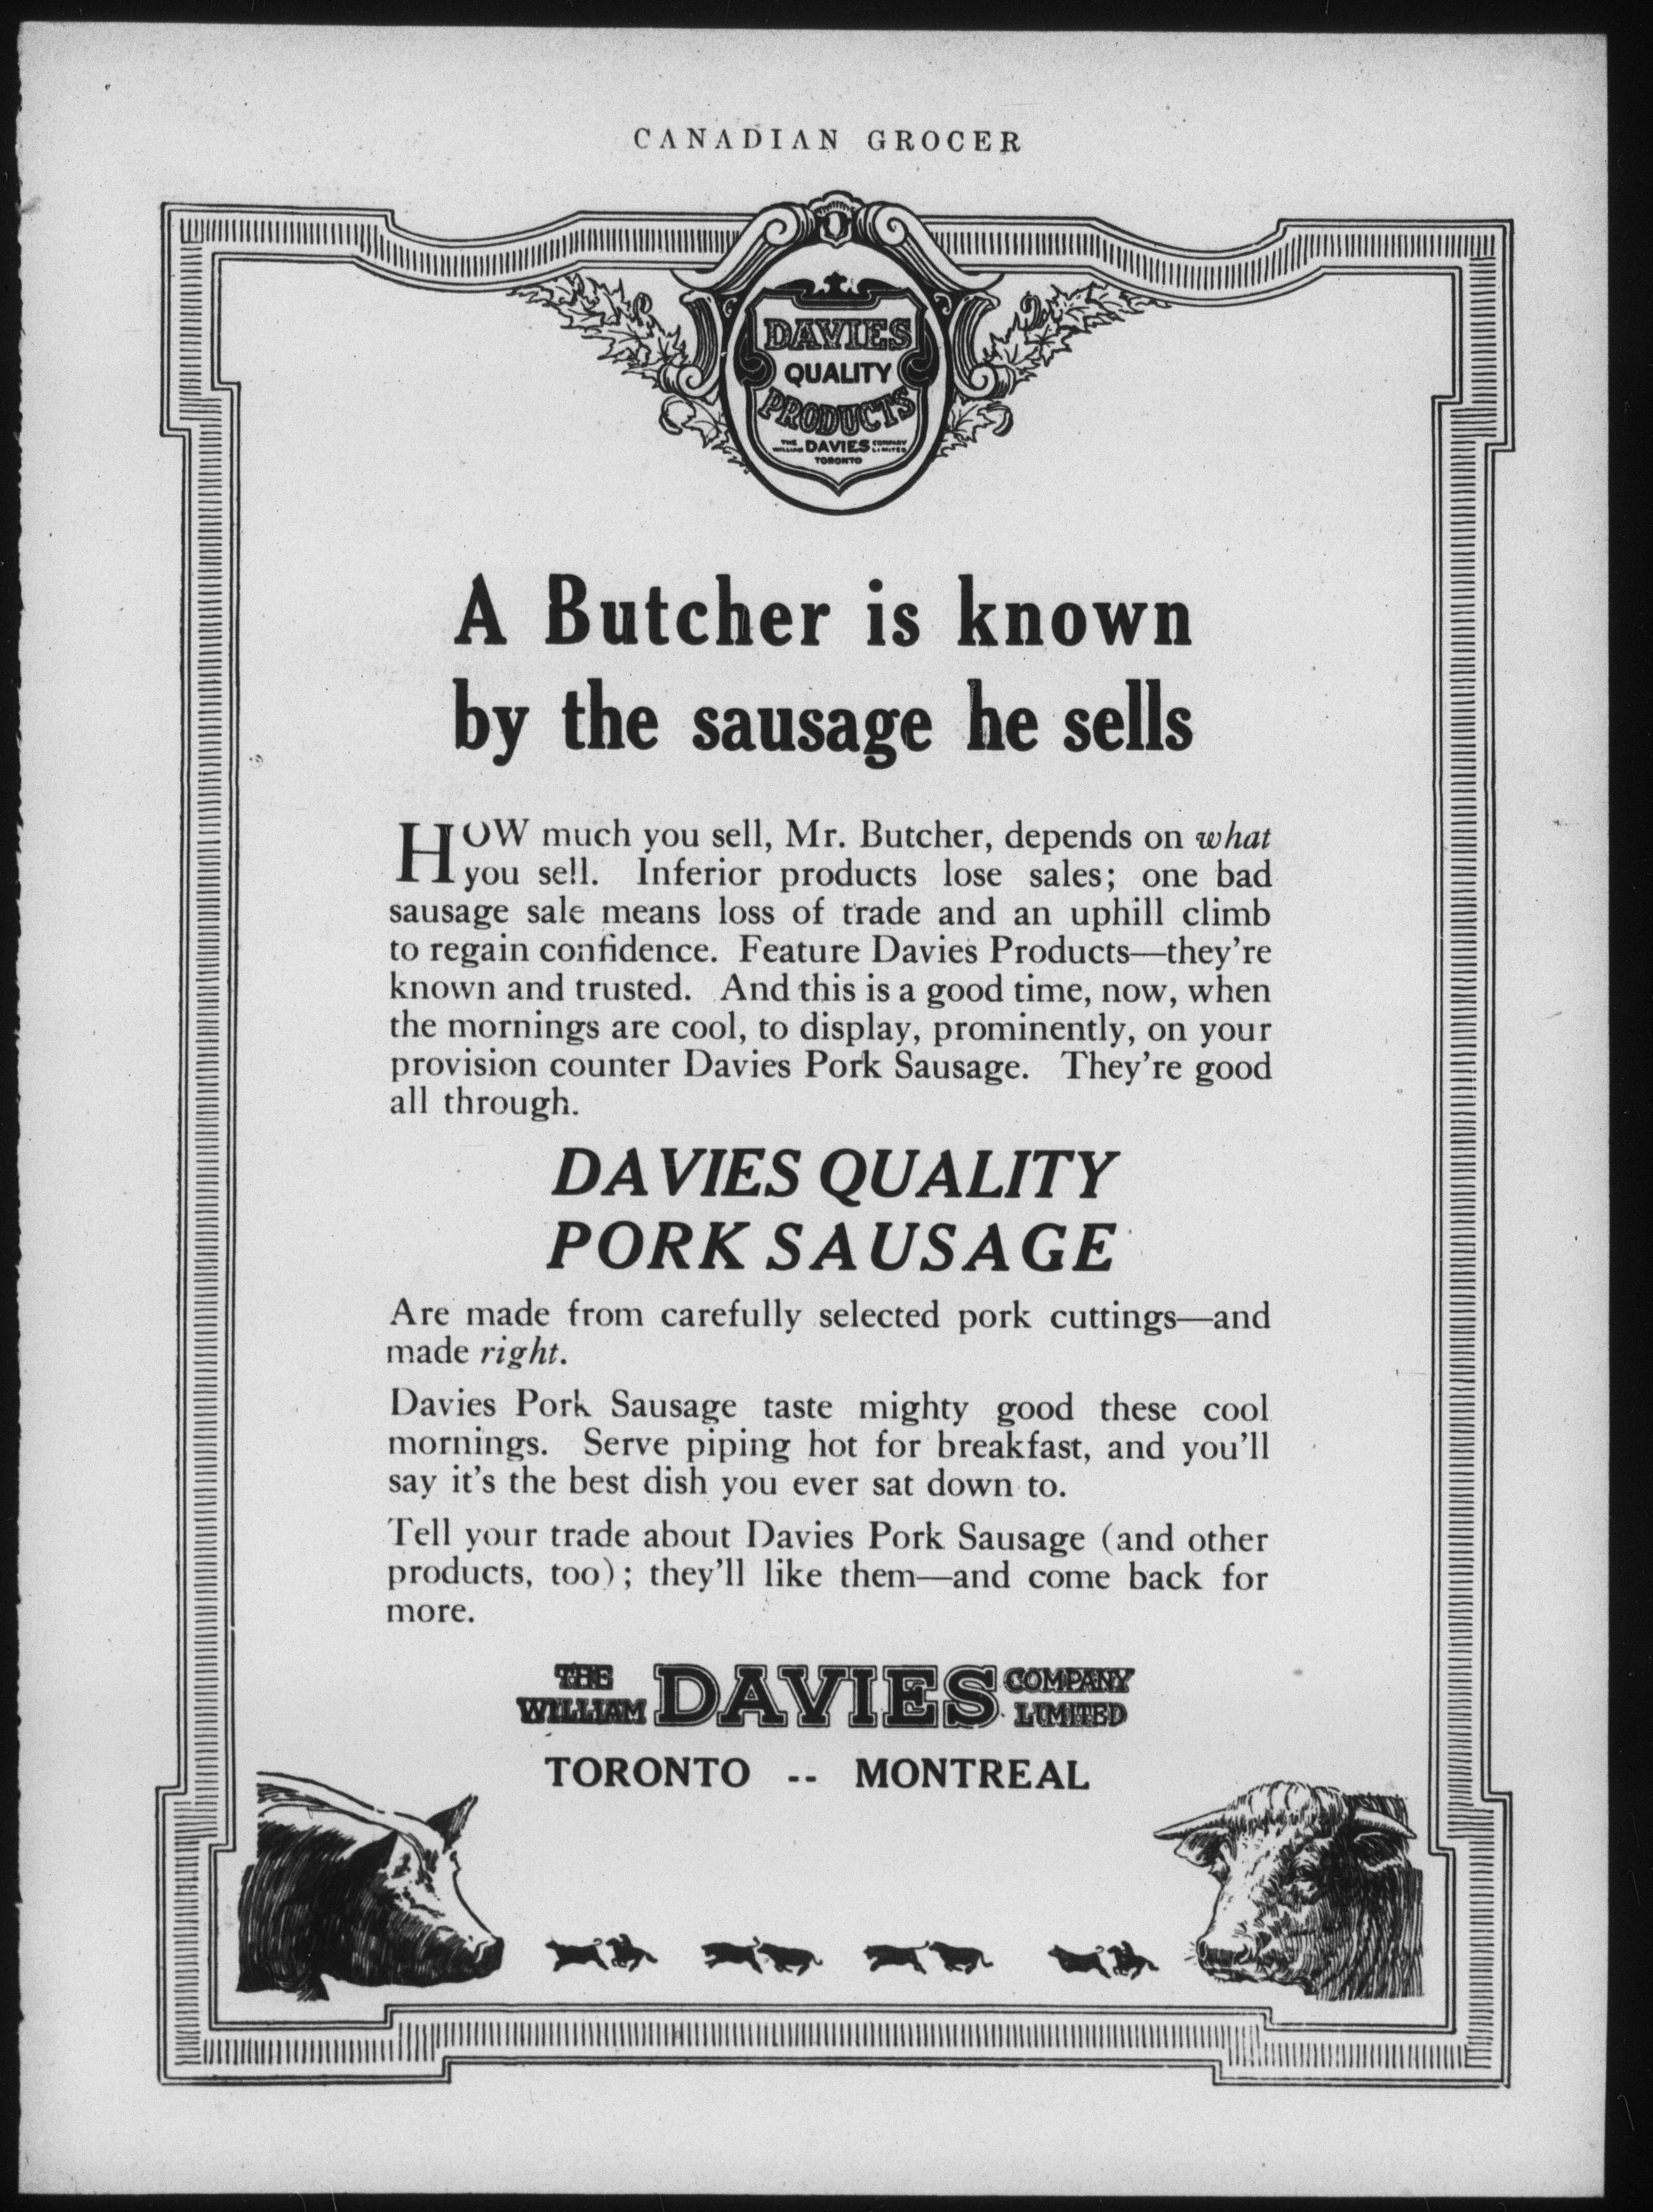 CANADIAN GROCER
DAVIES
QUALITY
PRODUCTS
THE WILLIAM DAVIES COMPANY LIMITED
TORONTO
A Butcher is known
by the sausage he sells
HOW much you sell, Mr. Butcher, depends on what
you sell. Inferior products lose sales; one bad
sausage sale means loss of trade and an uphill climb
to regain confidence. Feature Davies Products—they're
known and trusted. And this is a good time, now, when
the mornings are cool, to display, prominently, on your
provision counter Davies Pork Sausage. They're good
all through.
DAVIES QUALITY
PORK SAUSAGE
Are made from carefully selected pork cuttings—and
made right.
Davies Pork Sausage taste mighty good these cool
mornings. Serve piping hot for breakfast, and you'll
say it's the best dish you ever sat down to.
Tell your trade about Davies Pork Sausage (and other
products, too); they'll like them—and come back for
more.
THE WILLIAM DAVIES COMPANY LIMITED
TORONTO -- MONTREAL